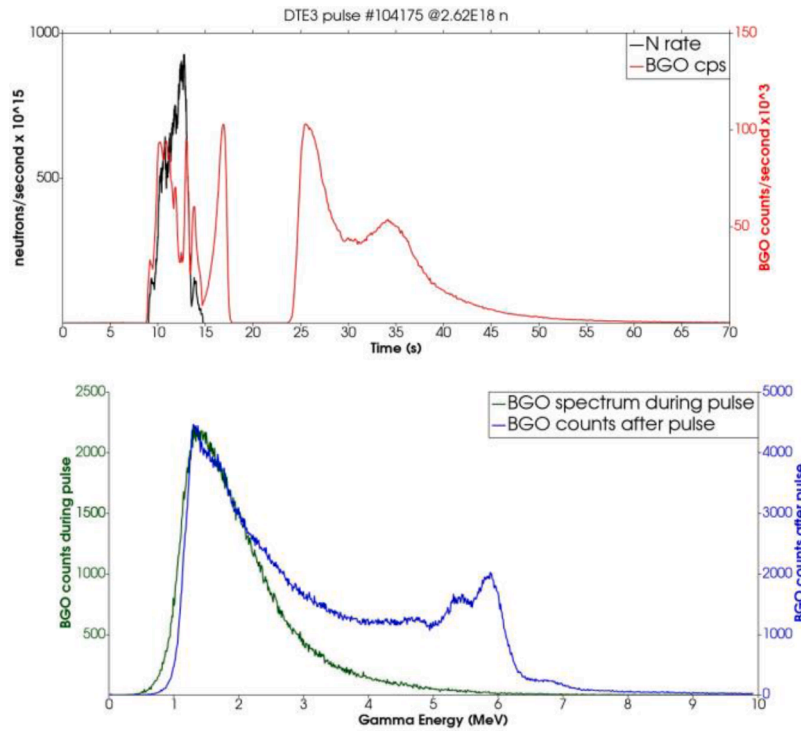 DTE3 pulse #104175 @2.62E18 n
1000
500
neutrons/second x 10^15
N rate
BGO cps
150
100
50
BGO counts/second x10^3
0 5 10 15 20 25 30 35 40 45 50 55 60 65 70
Time (s)
2500
2000
1500
1000
500
BGO counts during pulse
BGO spectrum during pulse
BGO counts after pulse
5000
4000
3000
2000
1000
0
BGO counts after pulse
0 1 2 3 4 5 6 7 8 9 10
Gamma Energy (MeV)